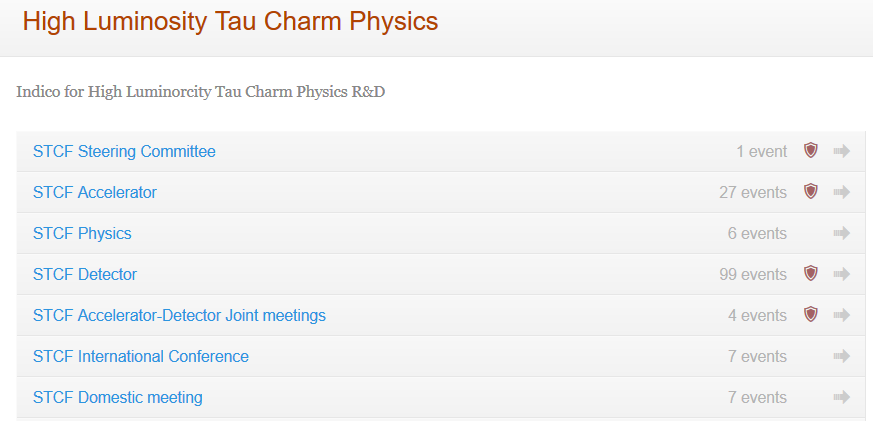 High Luminosity Tau Charm Physics
Indico for High Luminorcity Tau Charm Physics R&D
STCF Steering Committee 1 event
STCF Accelerator 27 events
STCF Physics 6 events
STCF Detector 99 events
STCF Accelerator-Detector Joint meetings 4 events
STCF International Conference 7 events
STCF Domestic meeting 7 events